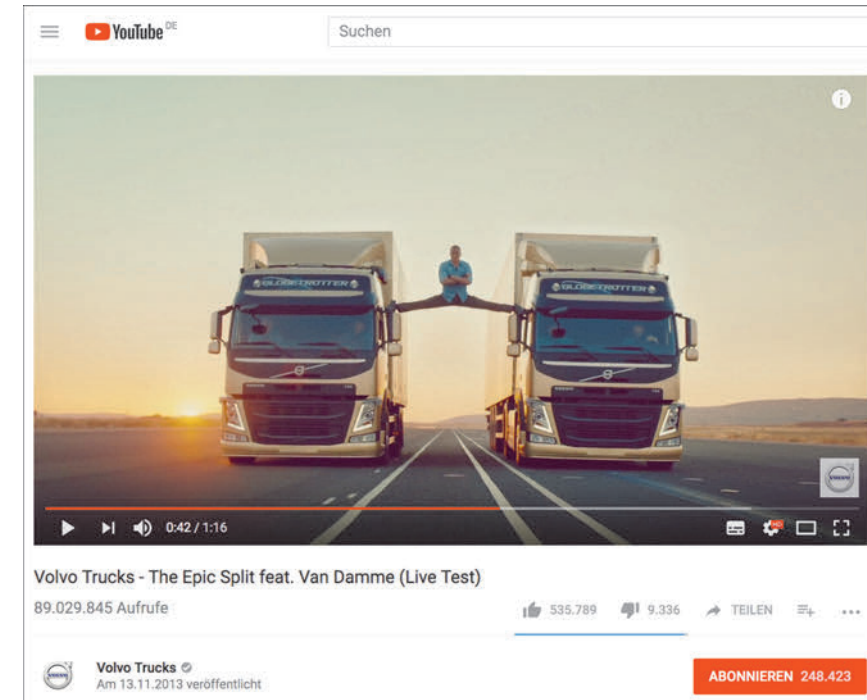 YouTube DE
Suchen
GLOBETROTTER
GLOBETROTTER
VOLVO
0:42 / 1:16
HD
Volvo Trucks - The Epic Split feat. Van Damme (Live Test)
89.029.845 Aufrufe
535.789 9.336 TEILEN
Volvo Trucks
Am 13.11.2013 veröffentlicht
ABONNIEREN 248.423